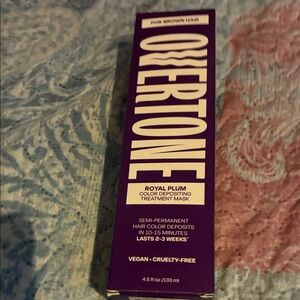 FOR BROWN HAIR
OVERTONE
ROYAL PLUM
COLOR DEPOSITING
TREATMENT MASK
SEMI-PERMANENT
HAIR COLOR DEPOSITS
IN 10-15 MINUTES
LASTS 2-3 WEEKS*
VEGAN • CRUELTY-FREE
4.5 fl oz./133 ml